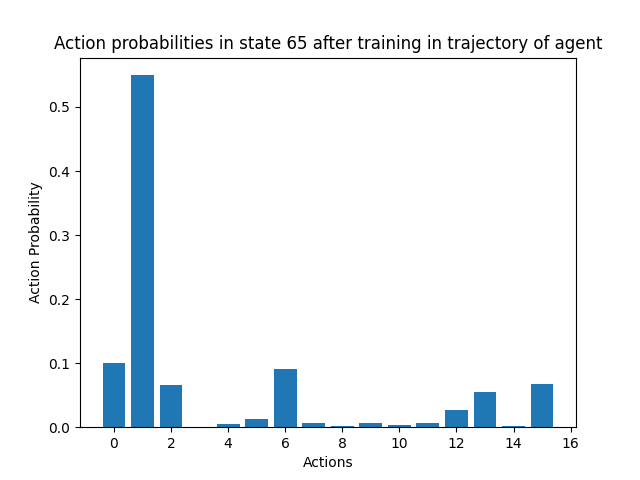 Action probabilities in state 65 after training in trajectory of agent
0.5
0.4
0.3
0.2
0.1
0.0
Action Probability
0 2 4 6 8 10 12 14 16
Actions